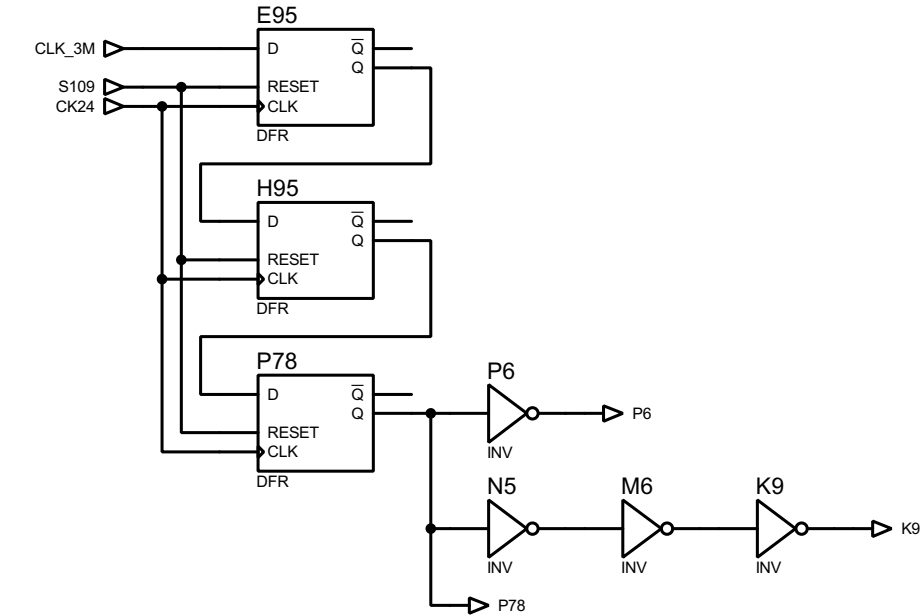 E95
CLK_3M
D
Q
Q
S109
RESET
CK24
CLK
DFR
H95
D
Q
Q
RESET
CLK
DFR
P78
D
Q
Q
RESET
CLK
DFR
P6
P6
INV
N5
M6
K9
K9
INV
INV
INV
P78